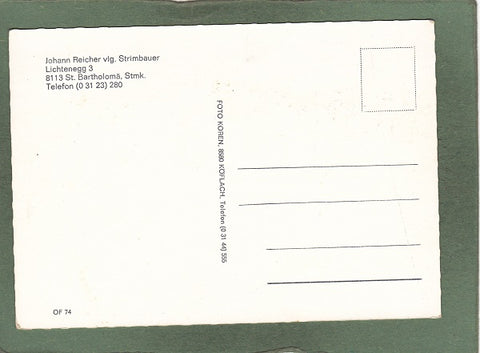 Johann Reicher vlg. Strimbauer
Lichtenegg 3
8113 St. Bartholomä, Stmk.
Telefon (0 31 23) 280
FOTO KOREN, 8580 KÖFLACH, Telefon (0 31 44) 555
OF 74